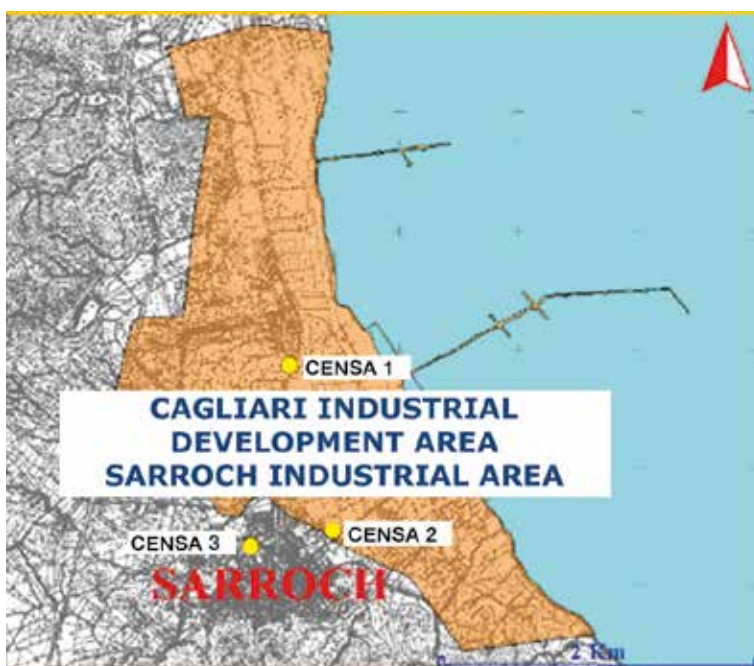 CENSA 1
CAGLIARI INDUSTRIAL
DEVELOPMENT AREA
SARROCH INDUSTRIAL AREA
CENSA 2
CENSA 3
SARROCH
2 Km